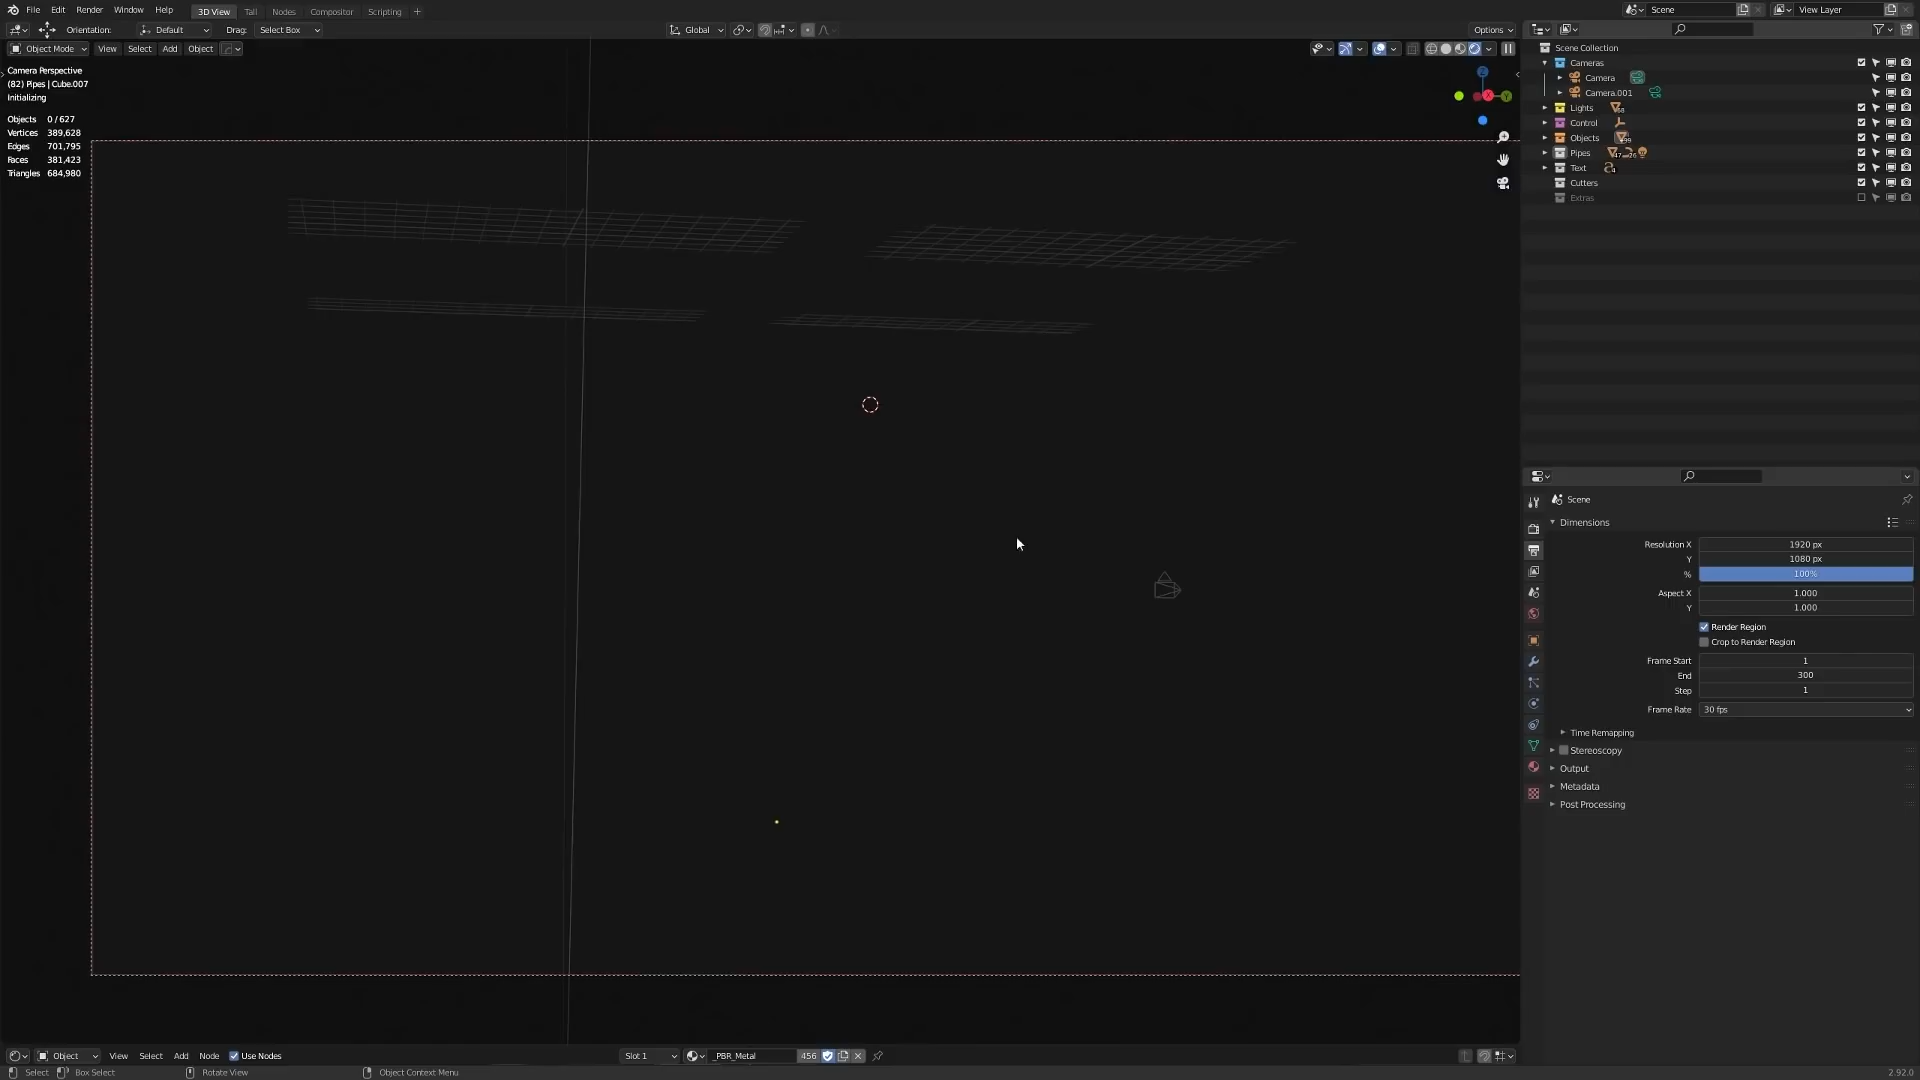 File Edit Render Window Help 3D View Tall Nodes Compositor Scripting + Scene View Layer
Orientation: Default Drag: Select Box Global Options
Object Mode View Select Add Object
Camera Perspective
(82) Pipes | Cube.007
Initializing
Objects 0 / 627
Vertices 389,628
Edges 701,795
Faces 381,423
Triangles 684,980
Z
X
Y
Scene Collection
Cameras
Camera
Camera.001
Lights
Control
Objects
Pipes
Text
Cutters
Extras
Scene
Dimensions
Resolution X 1920 px
Y 1080 px
% 100%
Aspect X 1.000
Y 1.000
Render Region
Crop to Render Region
Frame Start 1
End 300
Step 1
Frame Rate 30 fps
Time Remapping
Stereoscopy
Output
Metadata
Post Processing
Object View Select Add Node Use Nodes Slot 1 _PBR_Metal 456
Select Box Select Rotate View Object Context Menu 2.92.0